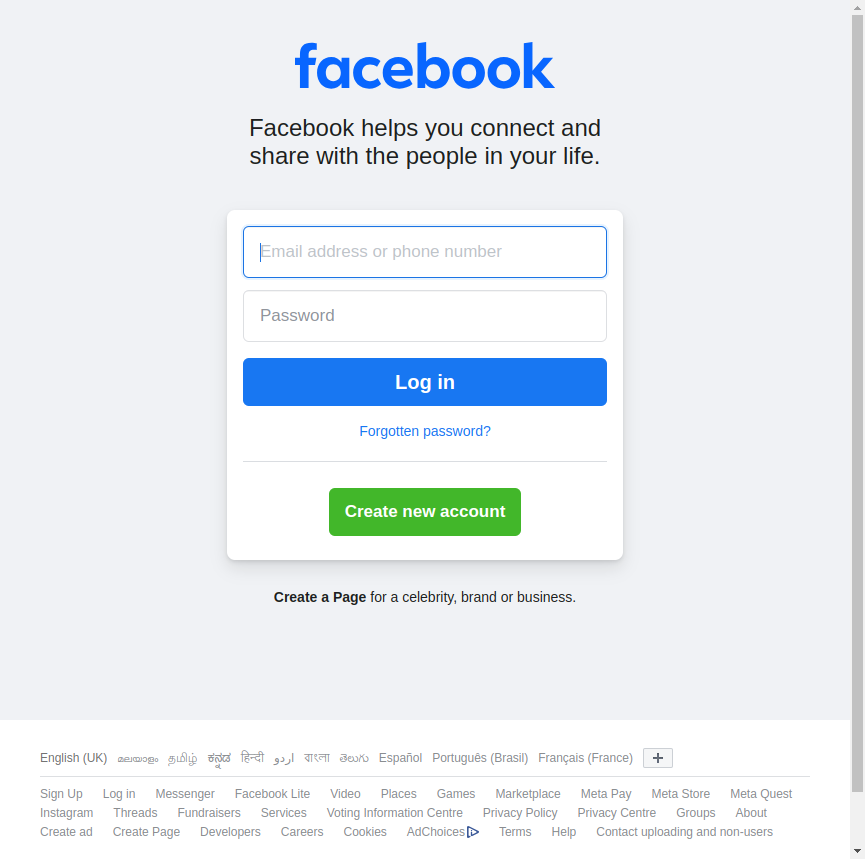 facebook
Facebook helps you connect and
share with the people in your life.
Email address or phone number
Password
Log in
Forgotten password?
Create new account
Create a Page for a celebrity, brand or business.
English (UK) മലയാളം தமிழ் ಕನ್ನಡ हिन्दी اردو বাংলা తెలుగు Español Português (Brasil) Français (France)
Sign Up Log in Messenger Facebook Lite Video Places Games Marketplace Meta Pay Meta Store Meta Quest
Instagram Threads Fundraisers Services Voting Information Centre Privacy Policy Privacy Centre Groups About
Create ad Create Page Developers Careers Cookies AdChoices Terms Help Contact uploading and non-users